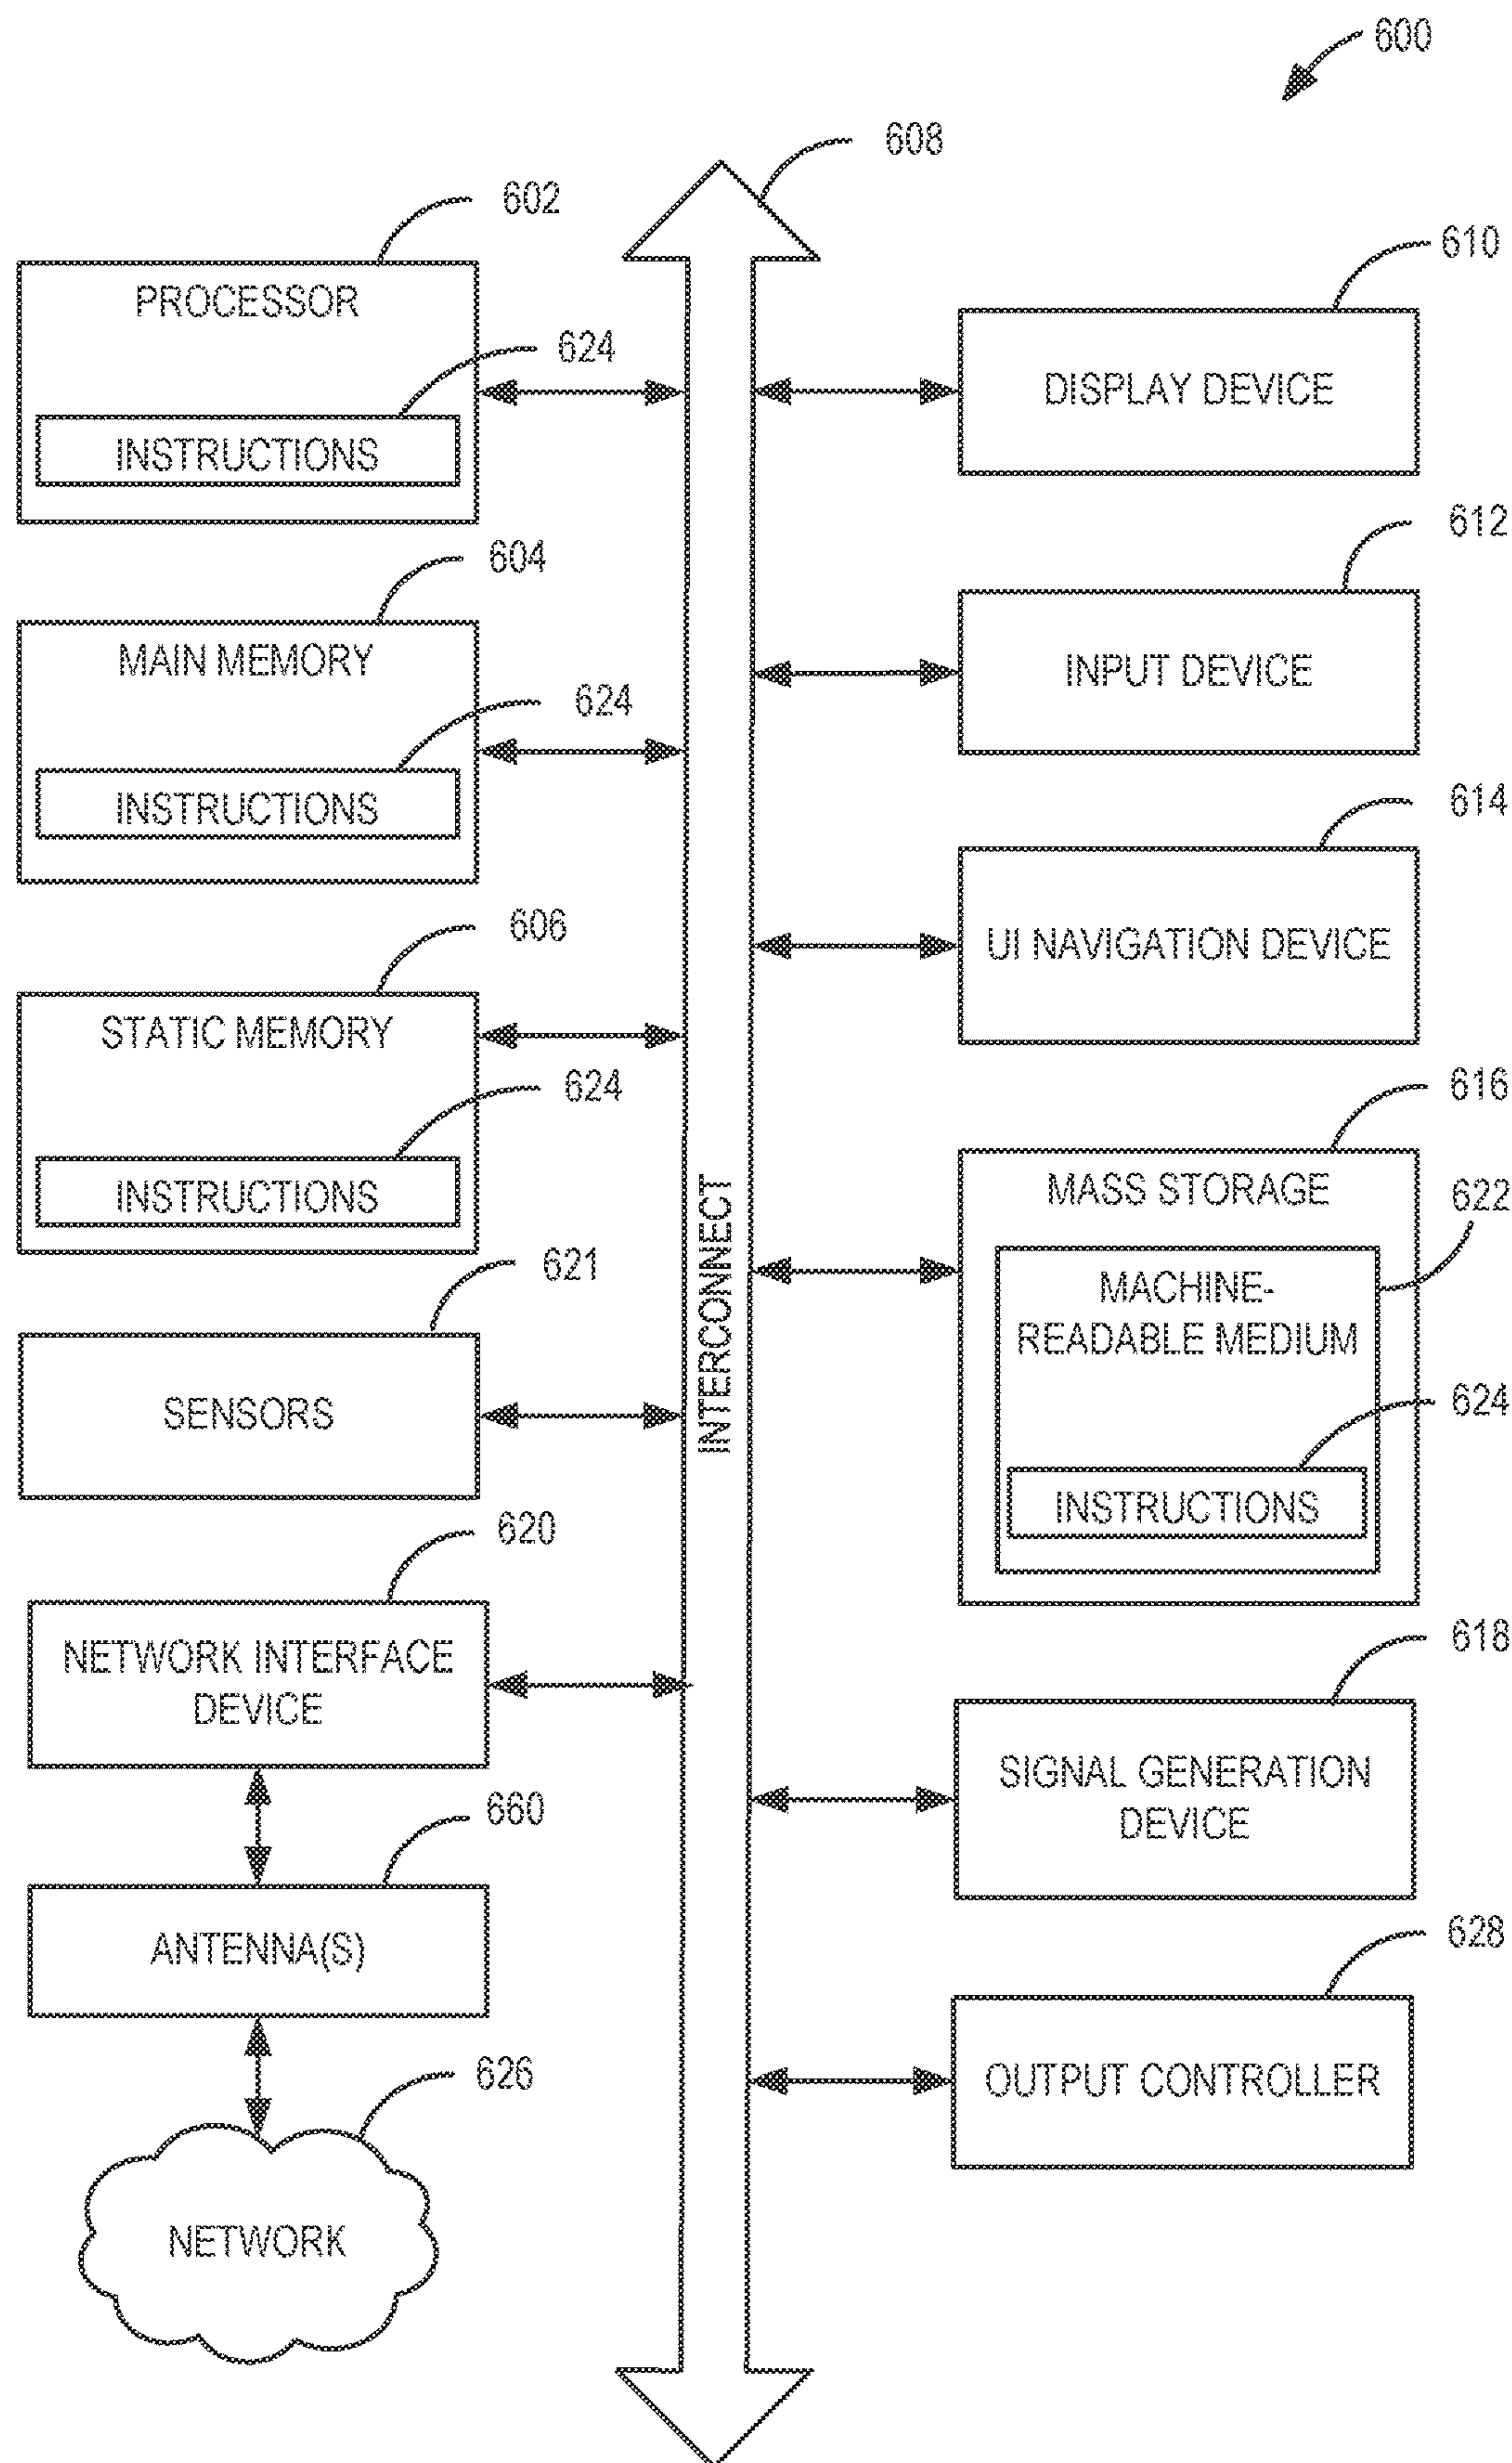 600
608
602
PROCESSOR
624
INSTRUCTIONS
604
MAIN MEMORY
624
INSTRUCTIONS
606
STATIC MEMORY
624
INSTRUCTIONS
621
SENSORS
620
NETWORK INTERFACE
DEVICE
660
ANTENNA(S)
626
NETWORK
INTERCONNECT
610
DISPLAY DEVICE
612
INPUT DEVICE
614
UI NAVIGATION DEVICE
616
MASS STORAGE
622
MACHINE-
READABLE MEDIUM
624
INSTRUCTIONS
618
SIGNAL GENERATION
DEVICE
628
OUTPUT CONTROLLER